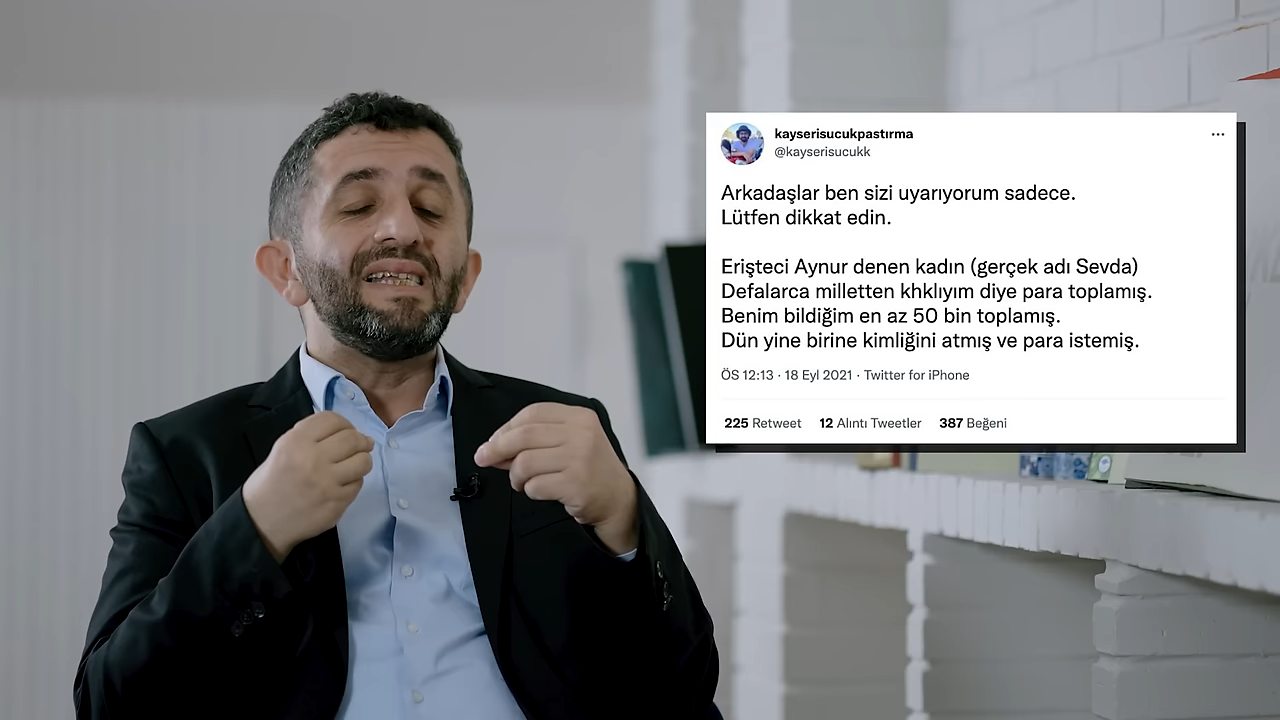 kayserisucukpastırma
@kayserisucukk
Arkadaşlar ben sizi uyarıyorum sadece.
Lütfen dikkat edin.
Erişteci Aynur denen kadın (gerçek adı Sevda)
Defalarca milletten khklıyım diye para toplamış.
Benim bildiğim en az 50 bin toplamış.
Dün yine birine kimliğini atmış ve para istemiş.
ÖS 12:13 · 18 Eyl 2021 · Twitter for iPhone
225 Retweet 12 Alıntı Tweetler 387 Beğeni